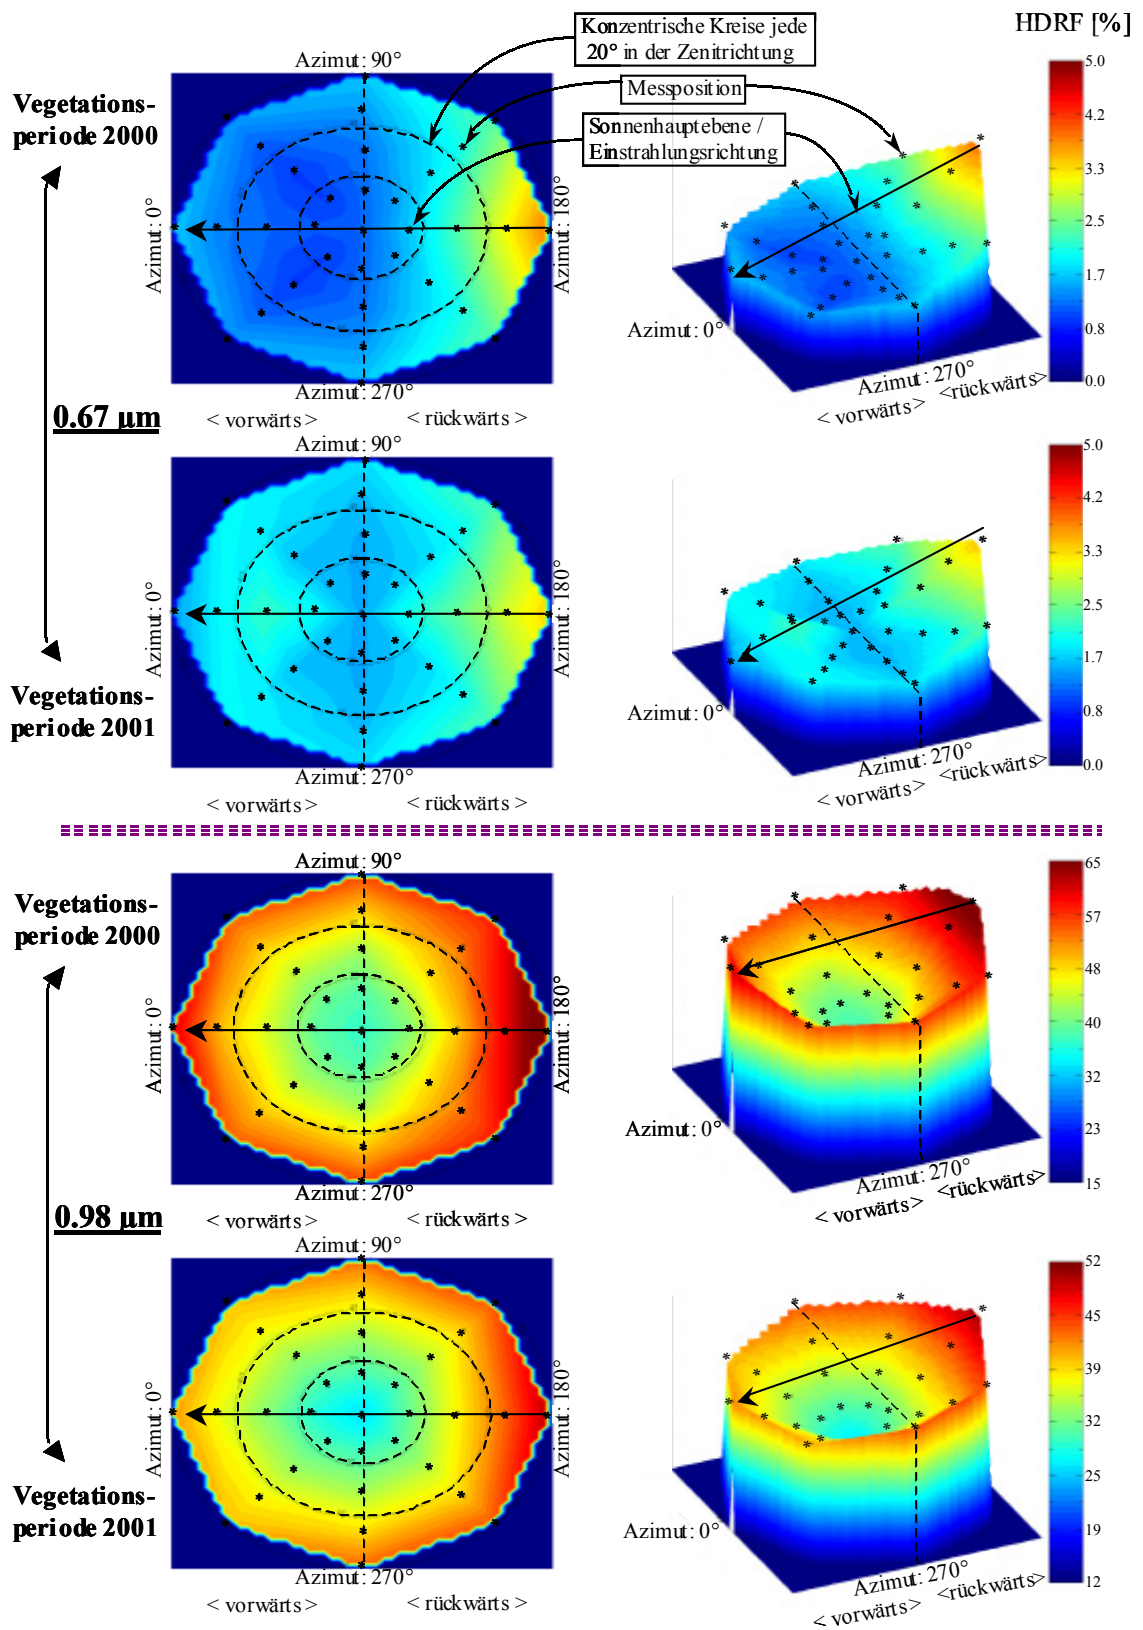 HDRF [%]
Konzentrische Kreise jede
20° in der Zenitrichtung
Messposition
Sonnenhauptebene /
Einstrahlungsrichtung
Vegetations-
periode 2000
Azimut: 90°
Azimut: 0°
Azimut: 180°
Azimut: 270°
< vorwärts >
< rückwärts >
Azimut: 0°
Azimut: 270°
< vorwärts >
<rückwärts>
5.0
4.2
3.3
2.5
1.7
0.8
0.0
0.67 µm
Vegetations-
periode 2001
Azimut: 90°
Azimut: 0°
Azimut: 180°
Azimut: 270°
< vorwärts >
< rückwärts >
Azimut: 0°
Azimut: 270°
< vorwärts >
<rückwärts>
5.0
4.2
3.3
2.5
1.7
0.8
0.0
Vegetations-
periode 2000
Azimut: 90°
Azimut: 0°
Azimut: 180°
Azimut: 270°
< vorwärts >
< rückwärts >
Azimut: 0°
Azimut: 270°
< vorwärts >
<rückwärts>
65
57
48
40
32
23
15
0.98 µm
Vegetations-
periode 2001
Azimut: 90°
Azimut: 0°
Azimut: 180°
Azimut: 270°
< vorwärts >
< rückwärts >
Azimut: 0°
Azimut: 270°
< vorwärts >
<rückwärts>
52
45
39
32
25
19
12